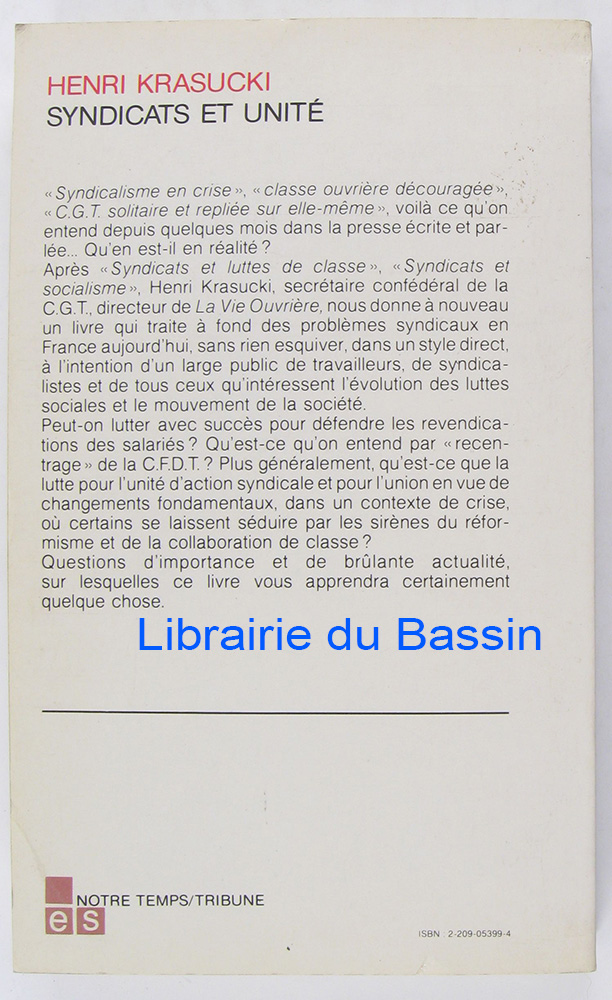 HENRI KRASUCKI
SYNDICATS ET UNITÉ
« Syndicalisme en crise », « classe ouvrière découragée »,
« C.G.T. solitaire et repliée sur elle-même », voilà ce qu'on
entend depuis quelques mois dans la presse écrite et par-
lée... Qu'en est-il en réalité ?
Après « Syndicats et luttes de classe », « Syndicats et
socialisme », Henri Krasucki, secrétaire confédéral de la
C.G.T., directeur de La Vie Ouvrière, nous donne à nouveau
un livre qui traite à fond des problèmes syndicaux en
France aujourd'hui, sans rien esquiver, dans un style direct,
à l'intention d'un large public de travailleurs, de syndica-
listes et de tous ceux qu'intéressent l'évolution des luttes
sociales et le mouvement de la société.
Peut-on lutter avec succès pour défendre les revendica-
tions des salariés ? Qu'est-ce qu'on entend par « recen-
trage » de la C.F.D.T. ? Plus généralement, qu'est-ce que la
lutte pour l'unité d'action syndicale et pour l'union en vue de
changements fondamentaux, dans un contexte de crise,
où certains se laissent séduire par les sirènes du réfor-
misme et de la collaboration de classe ?
Questions d'importance et de brûlante actualité,
sur lesquelles ce livre vous apprendra certainement
quelque chose.
Librairie du Bassin
NOTRE TEMPS/TRIBUNE
es
ISBN : 2-209-05399-4